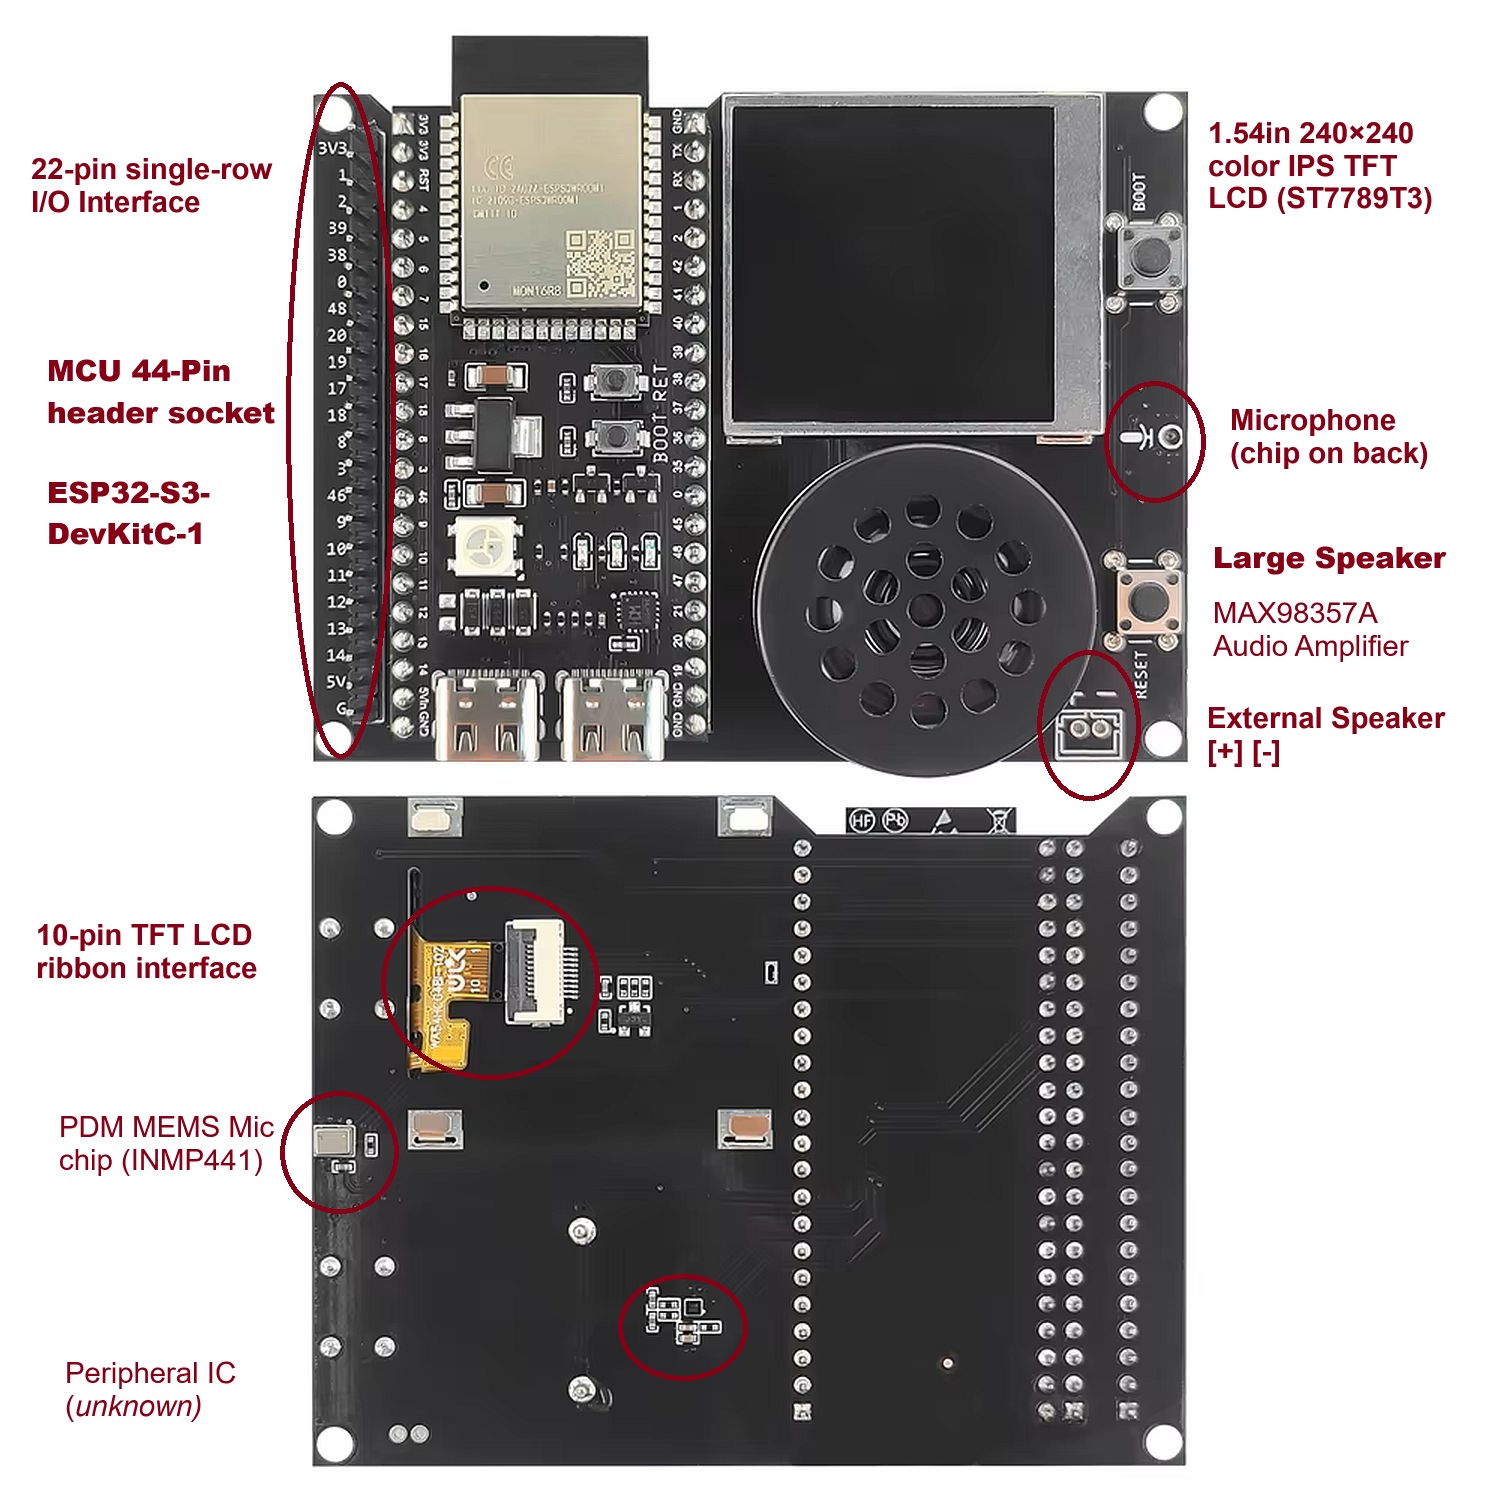 22-pin single-row
I/O Interface
MCU 44-Pin
header socket
ESP32-S3-
DevKitC-1
3V3
1
2
39
38
0
48
20
19
17
18
8
3
46
9
10
11
12
13
14
5V
G
3V3
3V3
RST
4
5
6
7
15
16
17
18
8
3
46
9
10
11
12
13
14
5Vin
GND
CE
MON16R8
BOOT
RET
GND
TX
RX
1
2
42
41
40
39
38
37
36
35
0
45
48
47
21
20
19
GND
GND
BOOT
RESET
1.54in 240×240
color IPS TFT
LCD (ST7789T3)
Microphone
(chip on back)
Large Speaker
MAX98357A
Audio Amplifier
External Speaker
[+] [-]
HF
Pb
10-pin TFT LCD
ribbon interface
1
10
PDM MEMS Mic
chip (INMP441)
Peripheral IC
(unknown)